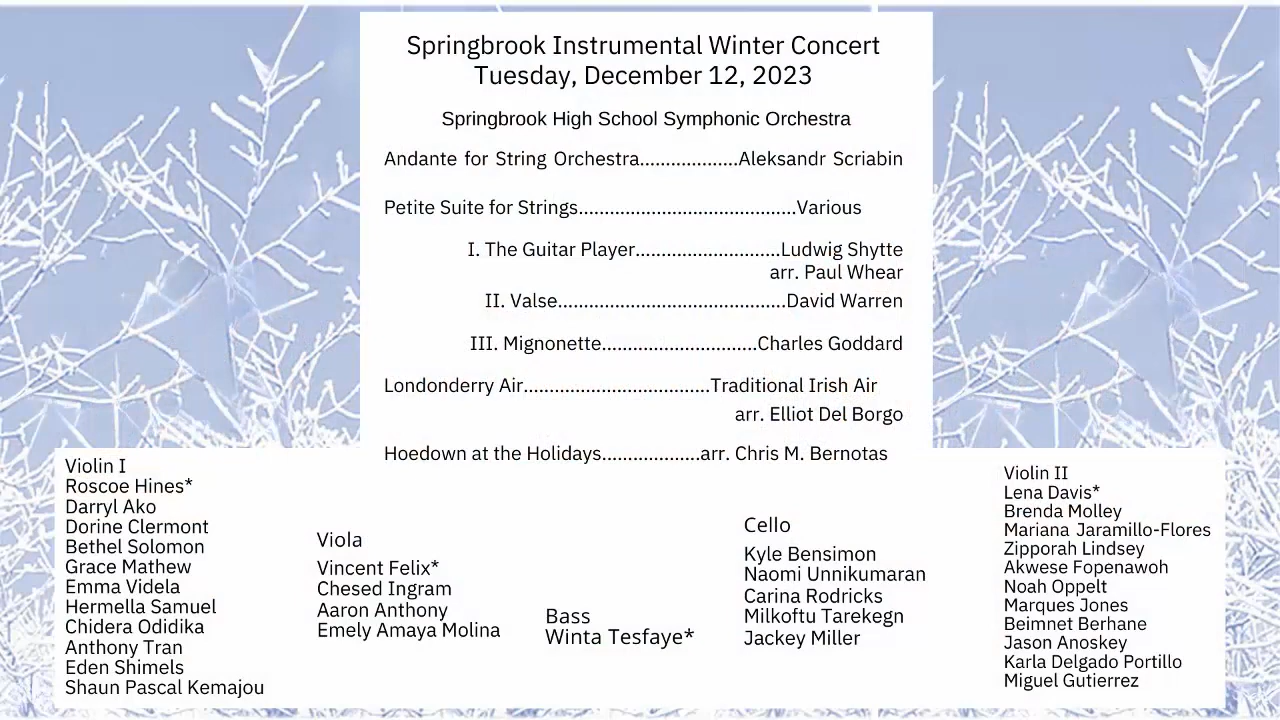 Springbrook Instrumental Winter Concert
Tuesday, December 12, 2023
Springbrook High School Symphonic Orchestra
Andante for String Orchestra...................Aleksandr Scriabin
Petite Suite for Strings..........................................Various
I. The Guitar Player............................Ludwig Shytte
arr. Paul Whear
II. Valse............................................David Warren
III. Mignonette..............................Charles Goddard
Londonderry Air....................................Traditional Irish Air
arr. Elliot Del Borgo
Hoedown at the Holidays...................arr. Chris M. Bernotas
Violin I
Roscoe Hines*
Darryl Ako
Dorine Clermont
Bethel Solomon
Grace Mathew
Emma Videla
Hermella Samuel
Chidera Odidika
Anthony Tran
Eden Shimels
Shaun Pascal Kemajou
Viola
Vincent Felix*
Chesed Ingram
Aaron Anthony
Emely Amaya Molina
Bass
Winta Tesfaye*
Cello
Kyle Bensimon
Naomi Unnikumaran
Carina Rodricks
Milkoftu Tarekegn
Jackey Miller
Violin II
Lena Davis*
Brenda Molley
Mariana Jaramillo-Flores
Zipporah Lindsey
Akwese Fopenawoh
Noah Oppelt
Marques Jones
Beimnet Berhane
Jason Anoskey
Karla Delgado Portillo
Miguel Gutierrez